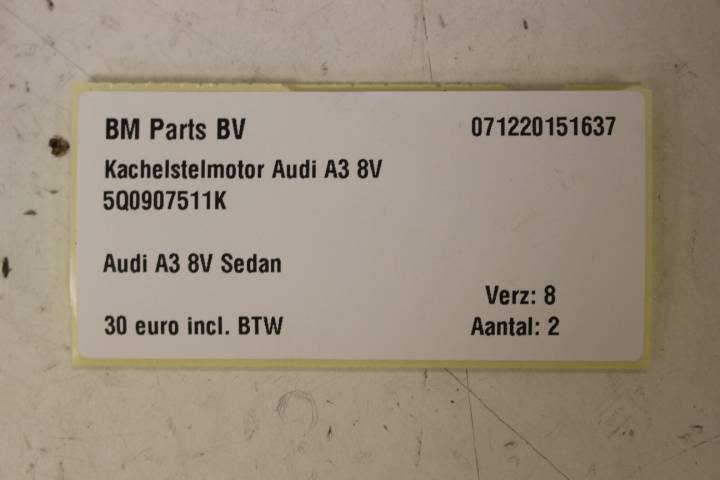 BM Parts BV 071220151637
Kachelstelmotor Audi A3 8V
5Q0907511K
Audi A3 8V Sedan
Verz: 8
30 euro incl. BTW Aantal: 2